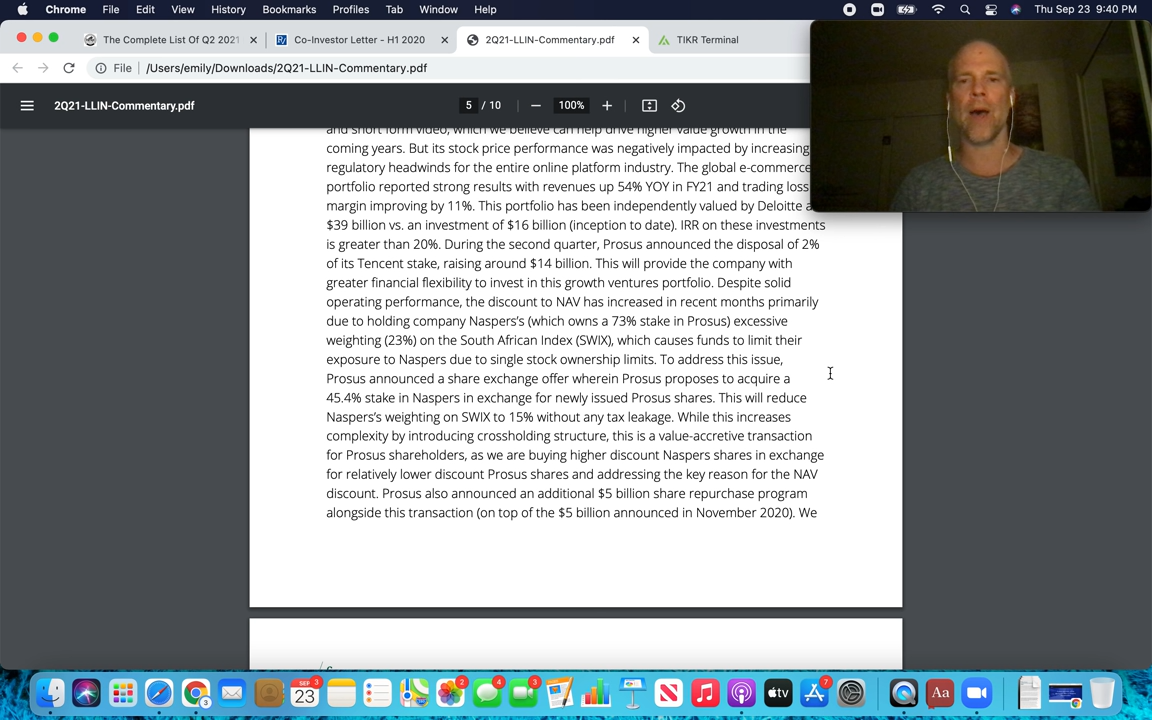 Chrome File Edit View History Bookmarks Profiles Tab Window Help Thu Sep 23 9:40 PM
The Complete List Of Q2 2021 Co-Investor Letter - H1 2020 2Q21-LLIN-Commentary.pdf TIKR Terminal
File /Users/emily/Downloads/2Q21-LLIN-Commentary.pdf
2Q21-LLIN-Commentary.pdf 5 / 10 100%
and short form video, which we believe can help drive higher value growth in the
coming years. But its stock price performance was negatively impacted by increasing
regulatory headwinds for the entire online platform industry. The global e-commerce
portfolio reported strong results with revenues up 54% YOY in FY21 and trading loss
margin improving by 11%. This portfolio has been independently valued by Deloitte
$39 billion vs. an investment of $16 billion (inception to date). IRR on these investments
is greater than 20%. During the second quarter, Prosus announced the disposal of 2%
of its Tencent stake, raising around $14 billion. This will provide the company with
greater financial flexibility to invest in this growth ventures portfolio. Despite solid
operating performance, the discount to NAV has increased in recent months primarily
due to holding company Naspers's (which owns a 73% stake in Prosus) excessive
weighting (23%) on the South African Index (SWIX), which causes funds to limit their
exposure to Naspers due to single stock ownership limits. To address this issue,
Prosus announced a share exchange offer wherein Prosus proposes to acquire a
45.4% stake in Naspers in exchange for newly issued Prosus shares. This will reduce
Naspers's weighting on SWIX to 15% without any tax leakage. While this increases
complexity by introducing crossholding structure, this is a value-accretive transaction
for Prosus shareholders, as we are buying higher discount Naspers shares in exchange
for relatively lower discount Prosus shares and addressing the key reason for the NAV
discount. Prosus also announced an additional $5 billion share repurchase program
alongside this transaction (on top of the $5 billion announced in November 2020). We
SEP 3 2 4 3 7
23 3 tv Aa